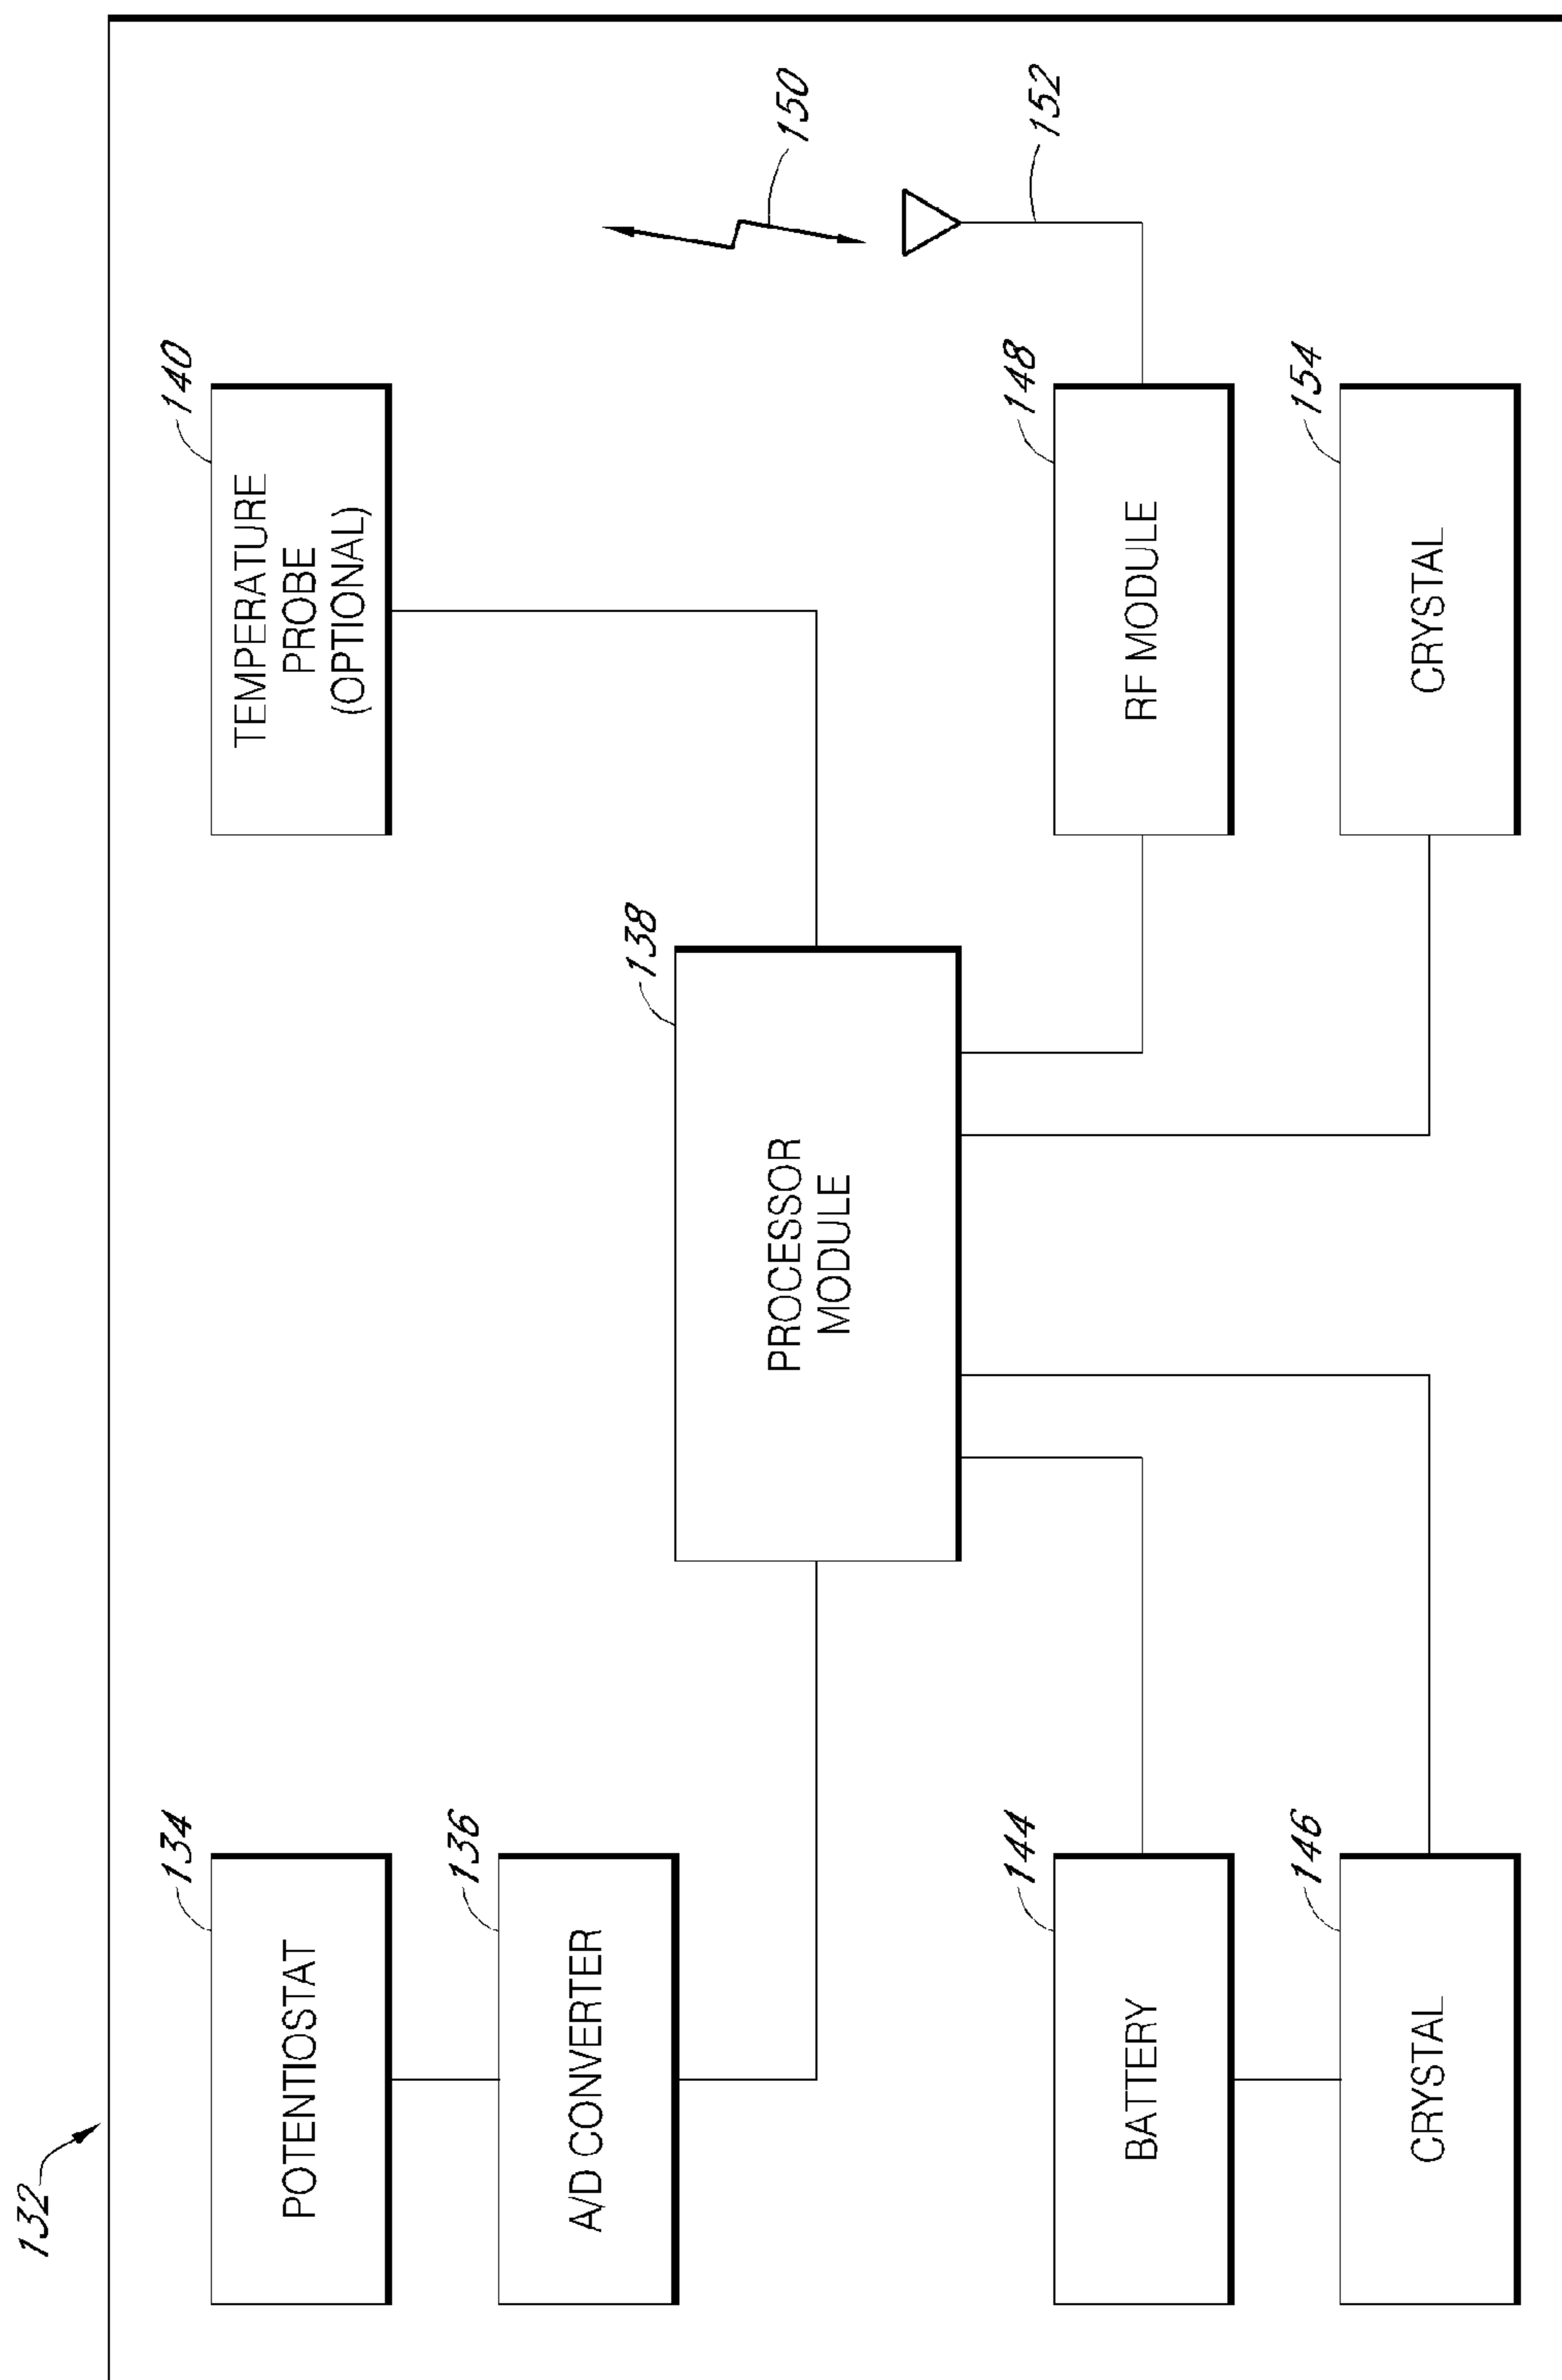 132
134
POTENTIOSTAT
136
A/D CONVERTER
140
TEMPERATURE
PROBE
(OPTIONAL)
138
PROCESSOR
MODULE
150
152
144
BATTERY
146
CRYSTAL
148
RF MODULE
154
CRYSTAL